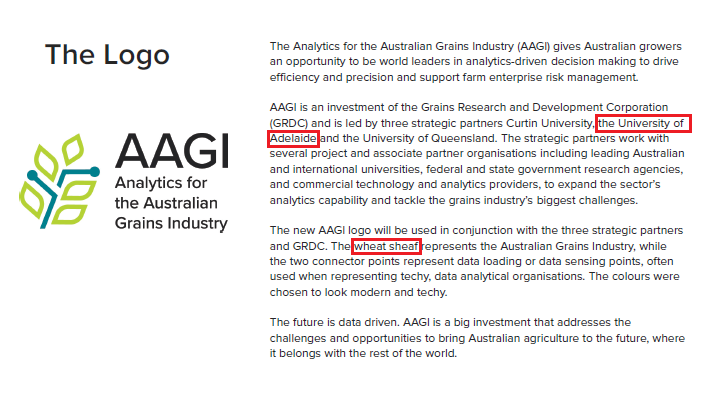 The Logo
AAGI
Analytics for
the Australian
Grains Industry
The Analytics for the Australian Grains Industry (AAGI) gives Australian growers
an opportunity to be world leaders in analytics-driven decision making to drive
efficiency and precision and support farm enterprise risk management.
AAGI is an investment of the Grains Research and Development Corporation
(GRDC) and is led by three strategic partners Curtin University, the University of
Adelaide and the University of Queensland. The strategic partners work with
several project and associate partner organisations including leading Australian
and international universities, federal and state government research agencies,
and commercial technology and analytics providers, to expand the sector's
analytics capability and tackle the grains industry's biggest challenges.
The new AAGI logo will be used in conjunction with the three strategic partners
and GRDC. The wheat sheaf represents the Australian Grains Industry, while
the two connector points represent data loading or data sensing points, often
used when representing techy, data analytical organisations. The colours were
chosen to look modern and techy.
The future is data driven. AAGI is a big investment that addresses the
challenges and opportunities to bring Australian agriculture to the future, where
it belongs with the rest of the world.